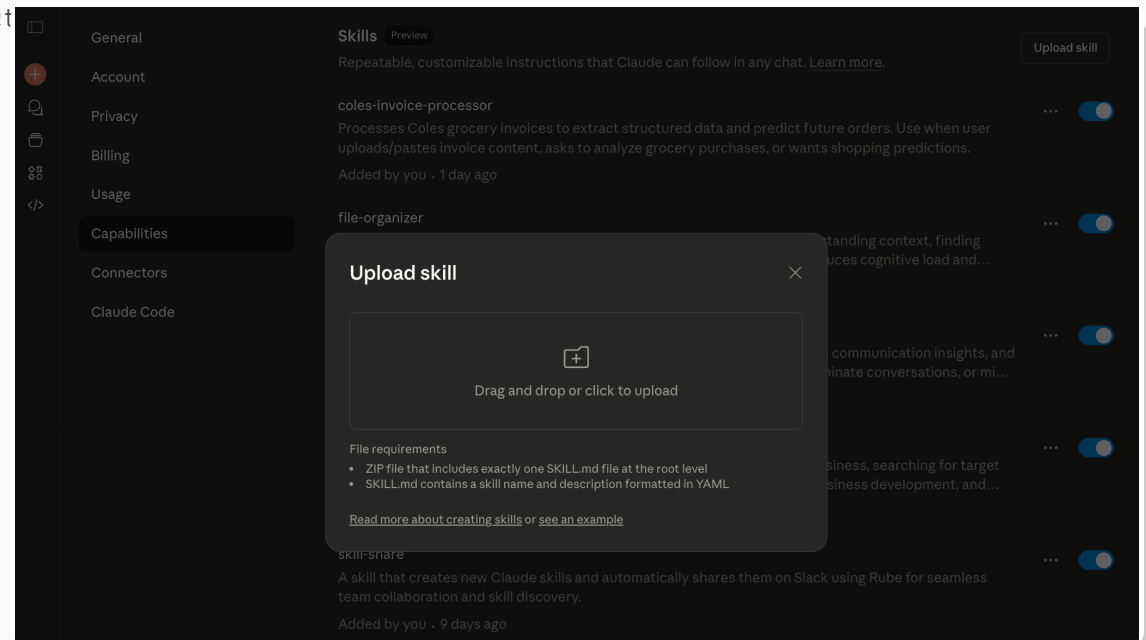 General
Account
Privacy
Billing
Usage
Capabilities
Connectors
Claude Code
Skills Preview
Upload skill
Repeatable, customizable instructions that Claude can follow in any chat. Learn more.
coles-invoice-processor
Processes Coles grocery invoices to extract structured data and predict future orders. Use when user
uploads/pastes invoice content, asks to analyze grocery purchases, or wants shopping predictions.
Added by you • 1 day ago
file-organizer
context, finding
cognitive load and…
communication insights, and
conversations, or mi…
searching for target
development, and…
Upload skill
Drag and drop or click to upload
File requirements
• ZIP file that includes exactly one SKILL.md file at the root level
• SKILL.md contains a skill name and description formatted in YAML
Read more about creating skills or see an example
skill-share
A skill that creates new Claude skills and automatically shares them on Slack using Rube for seamless
team collaboration and skill discovery.
Added by you • 9 days ago